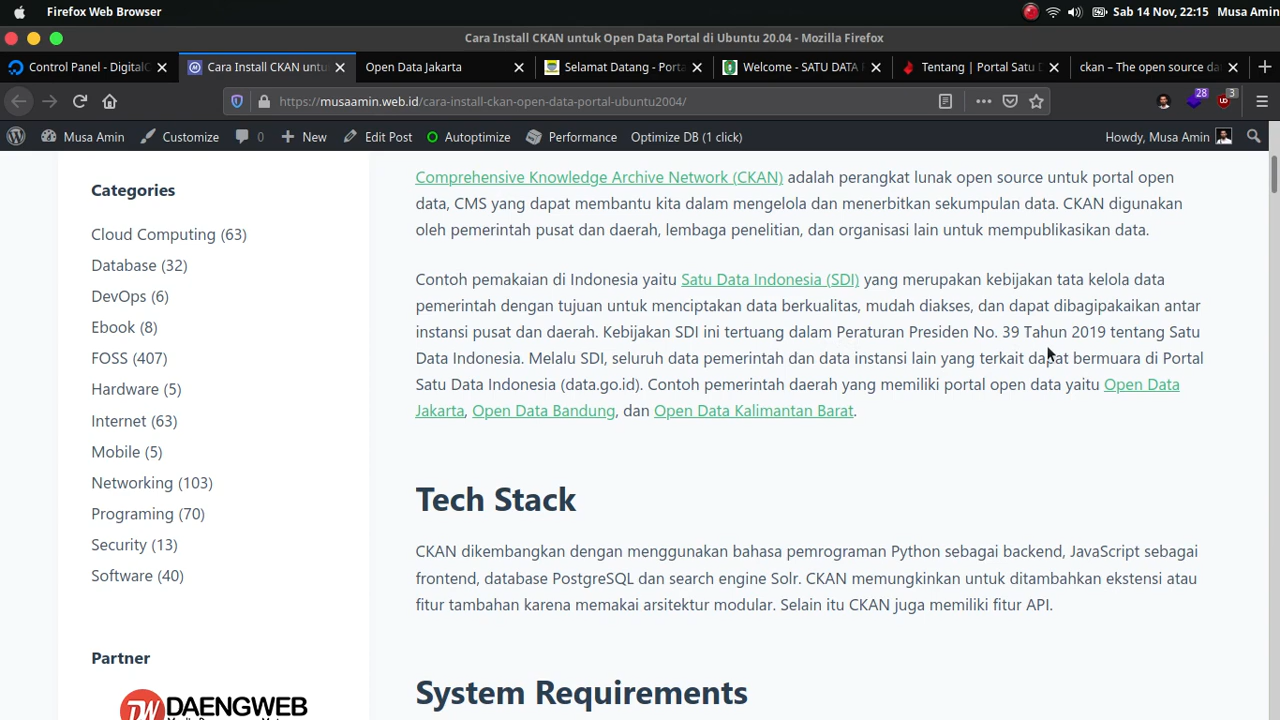 Firefox Web Browser
Sab 14 Nov, 22:15
Musa Amin
Cara Install CKAN untuk Open Data Portal di Ubuntu 20.04 - Mozilla Firefox
Control Panel - DigitalC
Cara Install CKAN untu
Open Data Jakarta
Selamat Datang - Porta
Welcome - SATU DATA
Tentang | Portal Satu D
ckan – The open source da
https://musaamin.web.id/cara-install-ckan-open-data-portal-ubuntu2004/
28
3
Musa Amin
Customize
0
New
Edit Post
Autoptimize
Performance
Optimize DB (1 click)
Howdy, Musa Amin
Categories
Cloud Computing (63)
Database (32)
DevOps (6)
Ebook (8)
FOSS (407)
Hardware (5)
Internet (63)
Mobile (5)
Networking (103)
Programing (70)
Security (13)
Software (40)
Partner
DW DAENGWEB
Comprehensive Knowledge Archive Network (CKAN) adalah perangkat lunak open source untuk portal open
data, CMS yang dapat membantu kita dalam mengelola dan menerbitkan sekumpulan data. CKAN digunakan
oleh pemerintah pusat dan daerah, lembaga penelitian, dan organisasi lain untuk mempublikasikan data.
Contoh pemakaian di Indonesia yaitu Satu Data Indonesia (SDI) yang merupakan kebijakan tata kelola data
pemerintah dengan tujuan untuk menciptakan data berkualitas, mudah diakses, dan dapat dibagipakaikan antar
instansi pusat dan daerah. Kebijakan SDI ini tertuang dalam Peraturan Presiden No. 39 Tahun 2019 tentang Satu
Data Indonesia. Melalu SDI, seluruh data pemerintah dan data instansi lain yang terkait dapat bermuara di Portal
Satu Data Indonesia (data.go.id). Contoh pemerintah daerah yang memiliki portal open data yaitu Open Data
Jakarta, Open Data Bandung, dan Open Data Kalimantan Barat.
Tech Stack
CKAN dikembangkan dengan menggunakan bahasa pemrograman Python sebagai backend, JavaScript sebagai
frontend, database PostgreSQL dan search engine Solr. CKAN memungkinkan untuk ditambahkan ekstensi atau
fitur tambahan karena memakai arsitektur modular. Selain itu CKAN juga memiliki fitur API.
System Requirements